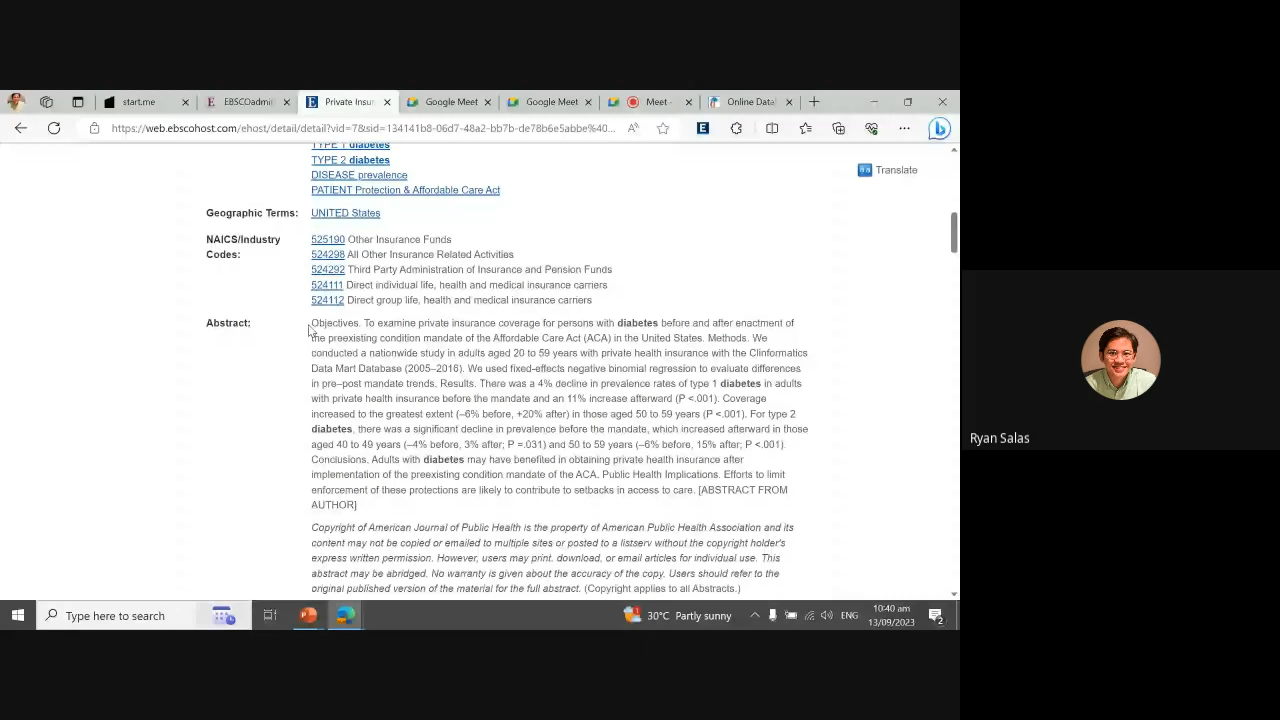 start.me
EBSCOadmin
Private Insu
Google Meet
Google Meet
Meet -
Online Data
https://web.ebscohost.com/ehost/detail/detail?vid=7&sid=134141b8-06d7-48a2-bb7b-de78b6e5abbe%40...
TYPE 1 diabetes
TYPE 2 diabetes
DISEASE prevalence
PATIENT Protection & Affordable Care Act
Translate
Geographic Terms: UNITED States
NAICS/Industry Codes:
525190 Other Insurance Funds
524298 All Other Insurance Related Activities
524292 Third Party Administration of Insurance and Pension Funds
524111 Direct individual life, health and medical insurance carriers
524112 Direct group life, health and medical insurance carriers
Abstract: Objectives. To examine private insurance coverage for persons with diabetes before and after enactment of
the preexisting condition mandate of the Affordable Care Act (ACA) in the United States. Methods. We
conducted a nationwide study in adults aged 20 to 59 years with private health insurance with the Clinformatics
Data Mart Database (2005–2016). We used fixed-effects negative binomial regression to evaluate differences
in pre–post mandate trends. Results. There was a 4% decline in prevalence rates of type 1 diabetes in adults
with private health insurance before the mandate and an 11% increase afterward (P <.001). Coverage
increased to the greatest extent (–6% before, +20% after) in those aged 50 to 59 years (P <.001). For type 2
diabetes, there was a significant decline in prevalence before the mandate, which increased afterward in those
aged 40 to 49 years (–4% before, 3% after; P =.031) and 50 to 59 years (–6% before, 15% after; P <.001).
Conclusions. Adults with diabetes may have benefited in obtaining private health insurance after
implementation of the preexisting condition mandate of the ACA. Public Health Implications. Efforts to limit
enforcement of these protections are likely to contribute to setbacks in access to care. [ABSTRACT FROM
AUTHOR]
Copyright of American Journal of Public Health is the property of American Public Health Association and its
content may not be copied or emailed to multiple sites or posted to a listserv without the copyright holder's
express written permission. However, users may print, download, or email articles for individual use. This
abstract may be abridged. No warranty is given about the accuracy of the copy. Users should refer to the
original published version of the material for the full abstract. (Copyright applies to all Abstracts.)
Ryan Salas
Type here to search
30°C Partly sunny
ENG
10:40 am
13/09/2023
2